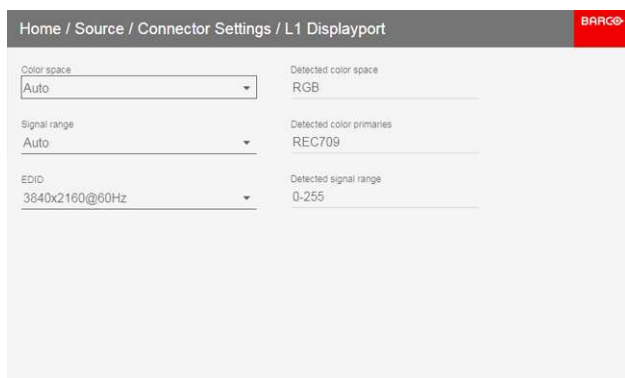 Home / Source / Connector Settings / L1 Displayport
BARCO
Color space
Auto
Signal range
Auto
EDID
3840x2160@60Hz
Detected color space
RGB
Detected color primaries
REC709
Detected signal range
0-255